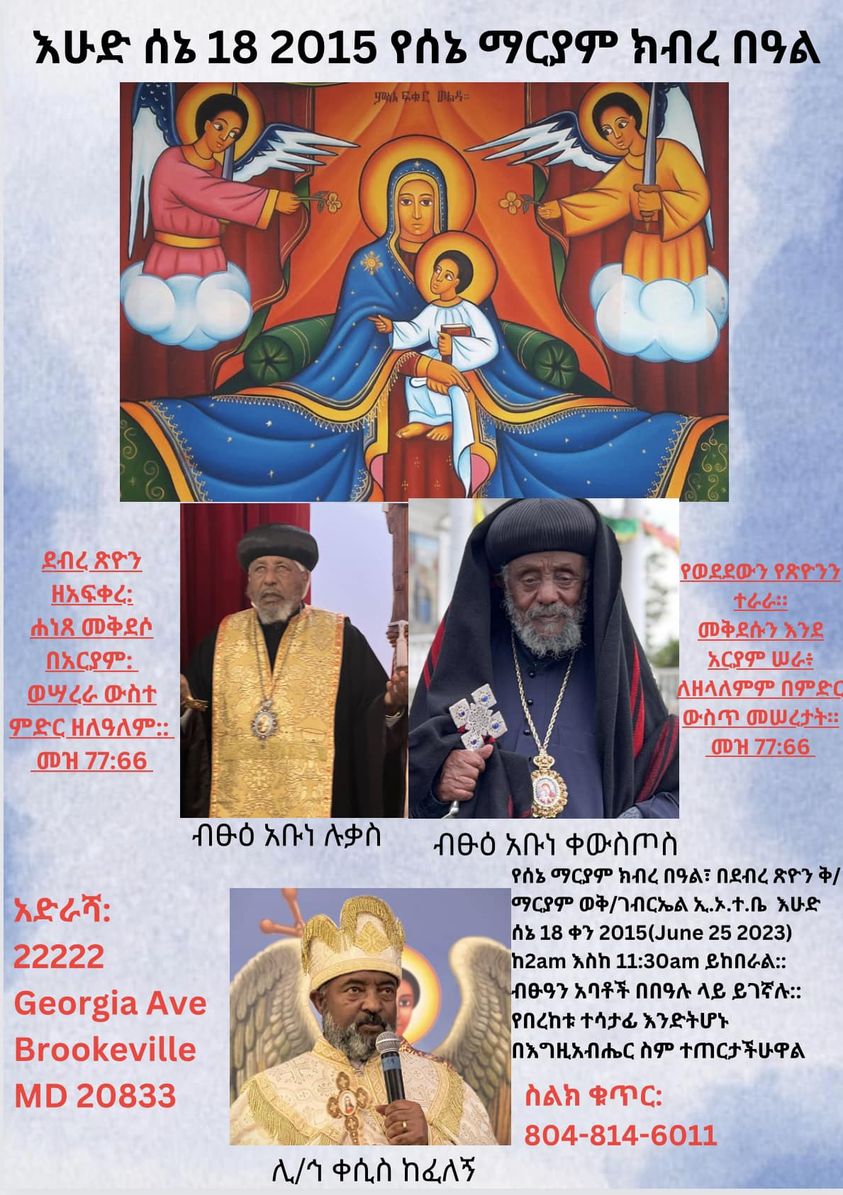 እሁድ ሰኔ 18 2015 የሰኔ ማርያም ክብረ በዓል
ምስለ ፍቁር ወልዳ።
ደብረ ጽዮን
ዘአፍቀረ:
ሐነጸ መቅደሶ
በአርያም:
ወሣረራ ውስተ
ምድር ዘለዓለም::
መዝ 77:66
የወደደውን የጽዮንን
ተራራ::
መቅደሱን እንደ
አርያም ሠራ፥
ለዘላለምም በምድር
ውስጥ መሠረታት::
መዝ 77:66
ብፁዕ አቡነ ሉቃስ
ብፁዕ አቡነ ቀውስጦስ
አድራሻ:
22222
Georgia Ave
Brookeville
MD 20833
የሰኔ ማርያም ክብረ በዓል፣ በደብረ ጽዮን ቅ/
ማርያም ወቅ/ገብርኤል ኢ.ኦ.ተ.ቤ እሁድ
ሰኔ 18 ቀን 2015(June 25 2023)
ከ2am እስከ 11:30am ይከበራል::
ብፁዓን አባቶች በበዓሉ ላይ ይገኛሉ::
የበረከቱ ተሳታፊ እንድትሆኑ
በእግዚአብሔር ስም ተጠርታችሁዋል
ስልክ ቁጥር:
804-814-6011
ሊ/ኅ ቀሲስ ከፈለኝ